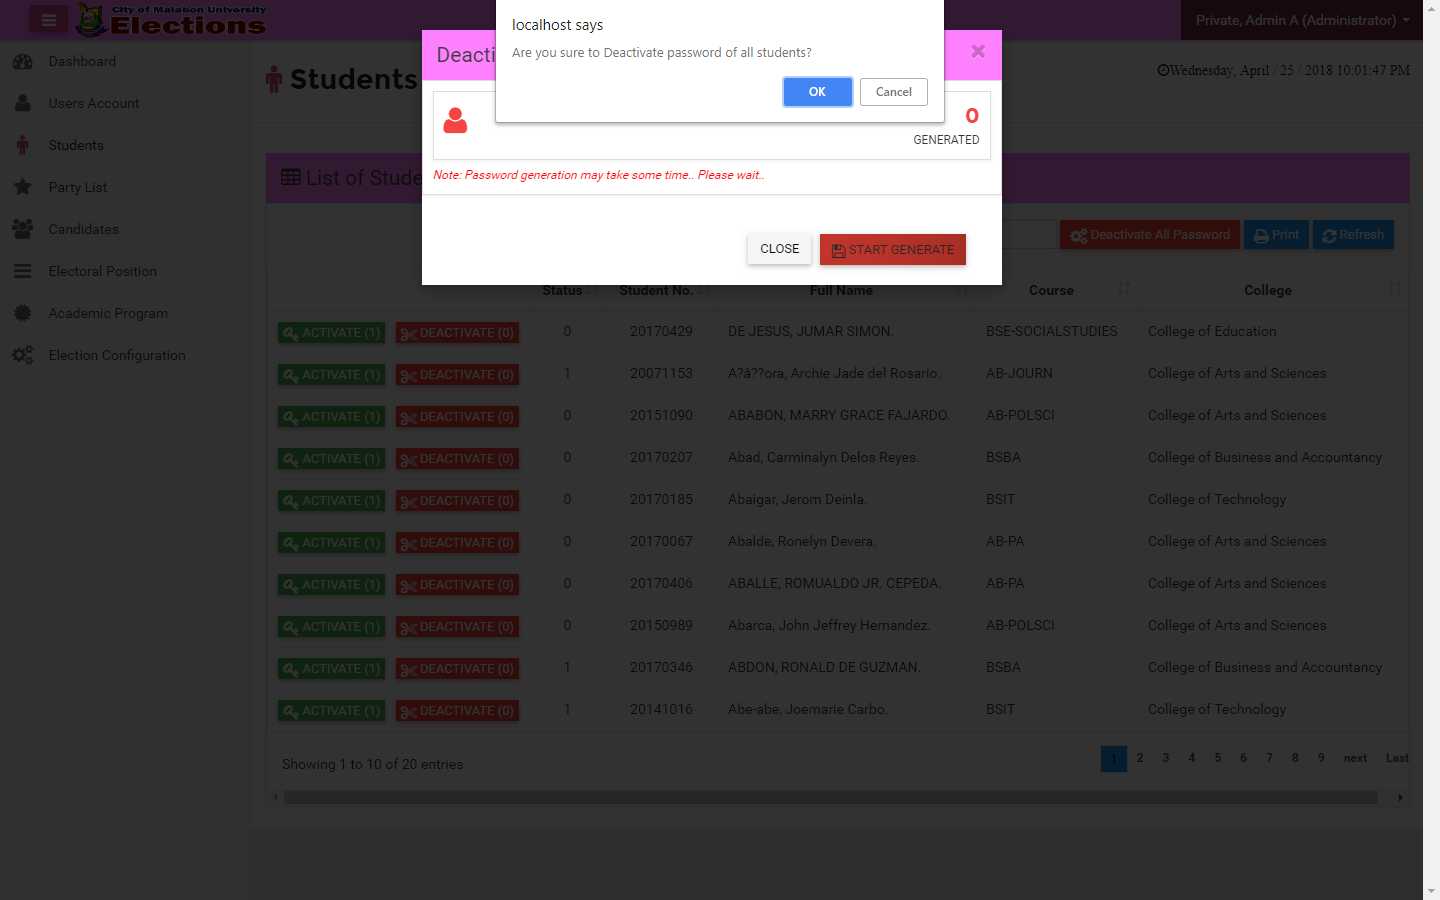 City of Malabon University
Elections
Private, Admin A (Administrator)
localhost says
Are you sure to Deactivate password of all students?
OK
Cancel
Deacti
×
0
GENERATED
Note: Password generation may take some time.. Please wait..
CLOSE
START GENERATE
Dashboard
Users Account
Students
Party List
Candidates
Electoral Position
Academic Program
Election Configuration
Students
Wednesday, April / 25 / 2018 10:01:47 PM
List of Stude
Deactivate All Password
Print
Refresh
Status Student No. Full Name Course College
ACTIVATE (1) DEACTIVATE (0) 0 20170429 DE JESUS, JUMAR SIMON. BSE-SOCIALSTUDIES College of Education
ACTIVATE (1) DEACTIVATE (0) 1 20071153 A?â??ora, Archie Jade del Rosario. AB-JOURN College of Arts and Sciences
ACTIVATE (1) DEACTIVATE (0) 0 20151090 ABABON, MARRY GRACE FAJARDO. AB-POLSCI College of Arts and Sciences
ACTIVATE (1) DEACTIVATE (0) 0 20170207 Abad, Carminalyn Delos Reyes. BSBA College of Business and Accountancy
ACTIVATE (1) DEACTIVATE (0) 0 20170185 Abaigar, Jerom Deinla. BSIT College of Technology
ACTIVATE (1) DEACTIVATE (0) 0 20170067 Abalde, Ronelyn Devera. AB-PA College of Arts and Sciences
ACTIVATE (1) DEACTIVATE (0) 0 20170406 ABALLE, ROMUALDO JR. CEPEDA. AB-PA College of Arts and Sciences
ACTIVATE (1) DEACTIVATE (0) 0 20150989 Abarca, John Jeffrey Hernandez. AB-POLSCI College of Arts and Sciences
ACTIVATE (1) DEACTIVATE (0) 1 20170346 ABDON, RONALD DE GUZMAN. BSBA College of Business and Accountancy
ACTIVATE (1) DEACTIVATE (0) 1 20141016 Abe-abe, Joemarie Carbo. BSIT College of Technology
Showing 1 to 10 of 20 entries
1 2 3 4 5 6 7 8 9 next Last